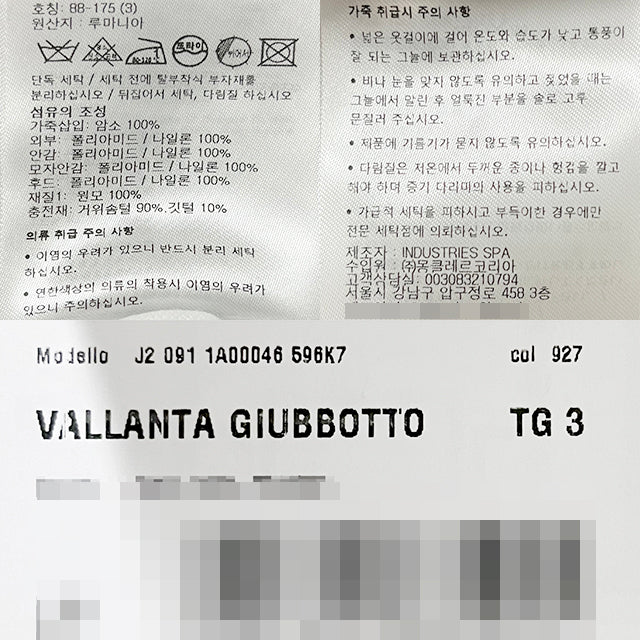 호칭: 88-175 (3)
원산지 : 루마니아
드라이
단독 세탁 / 세탁 전에 탈부착식 부자재를
분리하십시오 / 뒤집어서 세탁, 다림질 하십시오
섬유의 조성
가죽삽입: 암소 100%
외부: 폴리아미드 / 나일론 100%
안감: 폴리아미드 / 나일론 100%
모자안감: 폴리아미드 / 나일론 100%
후드: 폴리아미드 / 나일론 100%
재질1: 원모 100%
충전재: 거위솜털 90%, 깃털 10%
의류 취급 주의 사항
• 이염의 우려가 있으니 반드시 분리 세탁
하십시오.
• 연한색상의 의류의 착용시 이염의 우려가
있으니 주의하십시오.
가죽 취급시 주의 사항
• 넓은 옷걸이에 걸어 온도와 습도가 낮고 통풍이
잘 되는 그늘에 보관하십시오.
• 비나 눈을 맞지 않도록 유의하고 젖었을 때는
그늘에서 말린 후 얼룩진 부분을 솔로 고루
문질러 주십시오.
• 제품에 기름기가 묻지 않도록 유의하십시오.
• 다림질은 저온에서 두꺼운 종이나 헝겊을 깔고
해야 하며 증기 다리미의 사용을 피하십시오.
• 가급적 세탁을 피하시고 부득이한 경우에만
전문 세탁점에 의뢰하십시오.
제조자 : INDUSTRIES SPA
수입원 : ㈜몽클레르코리아
고객상담실: 003083210794
서울시 강남구 압구정로 458 3층
Modello J2 091 1A00046 596K7 col 927
VALLANTA GIUBBOTTO TG 3